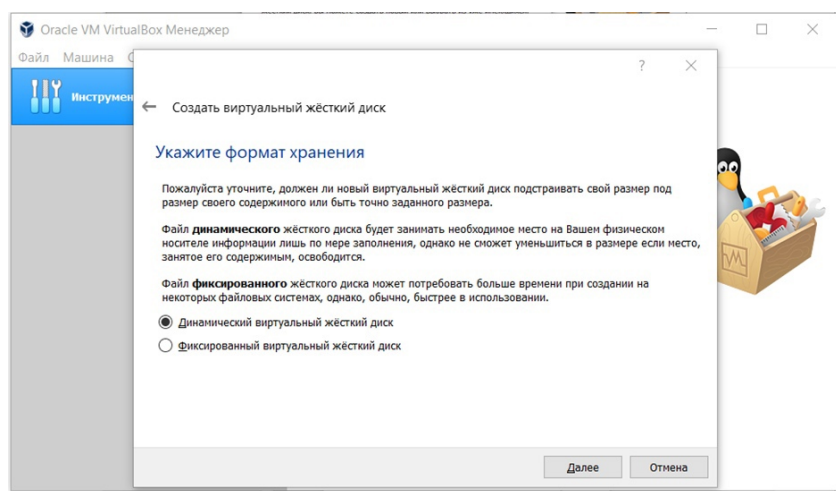 Oracle VM VirtualBox Менеджер
Файл Машина
?
Инструмен
Создать виртуальный жёсткий диск
Укажите формат хранения
Пожалуйста уточните, должен ли новый виртуальный жёсткий диск подстраивать свой размер под
размер своего содержимого или быть точно заданного размера.
Файл динамического жёсткого диска будет занимать необходимое место на Вашем физическом
носителе информации лишь по мере заполнения, однако не сможет уменьшиться в размере если место,
занятое его содержимым, освободится.
Файл фиксированного жёсткого диска может потребовать больше времени при создании на
некоторых файловых системах, однако, обычно, быстрее в использовании.
Динамический виртуальный жёсткий диск
Фиксированный виртуальный жёсткий диск
Далее Отмена